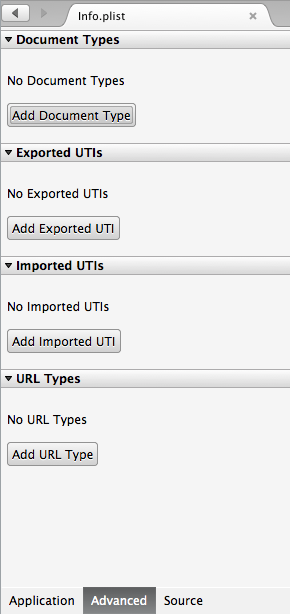 Info.plist
Document Types
No Document Types
Add Document Type
Exported UTIs
No Exported UTIs
Add Exported UTI
Imported UTIs
No Imported UTIs
Add Imported UTI
URL Types
No URL Types
Add URL Type
Application Advanced Source